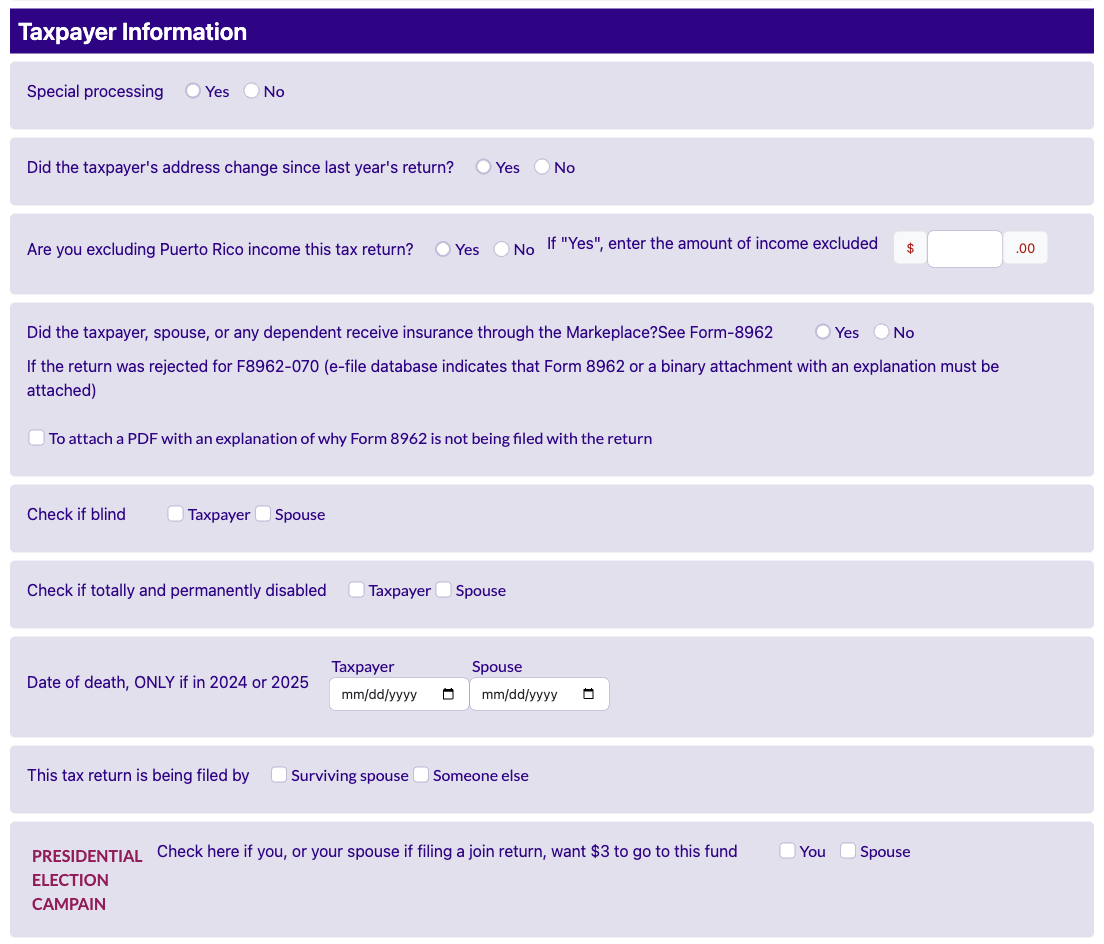 Taxpayer Information
Special processing Yes No
Did the taxpayer's address change since last year's return? Yes No
Are you excluding Puerto Rico income this tax return? Yes No If "Yes", enter the amount of income excluded $ .00
Did the taxpayer, spouse, or any dependent receive insurance through the Markeplace?See Form-8962 Yes No
If the return was rejected for F8962-070 (e-file database indicates that Form 8962 or a binary attachment with an explanation must be
attached)
To attach a PDF with an explanation of why Form 8962 is not being filed with the return
Check if blind Taxpayer Spouse
Check if totally and permanently disabled Taxpayer Spouse
Taxpayer Spouse
Date of death, ONLY if in 2024 or 2025 mm/dd/yyyy mm/dd/yyyy
This tax return is being filed by Surviving spouse Someone else
PRESIDENTIAL Check here if you, or your spouse if filing a join return, want $3 to go to this fund You Spouse
ELECTION
CAMPAIN